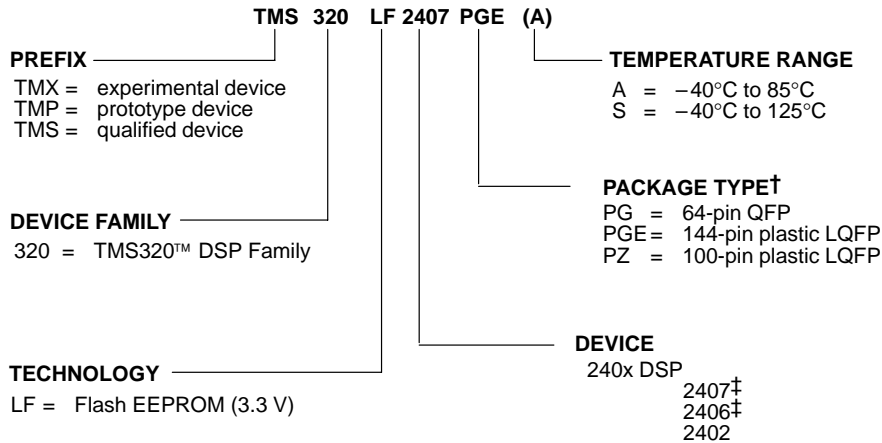 TMS 320 LF 2407 PGE (A)
PREFIX
TMX = experimental device
TMP = prototype device
TMS = qualified device
TEMPERATURE RANGE
A = –40°C to 85°C
S = –40°C to 125°C
PACKAGE TYPE†
PG = 64-pin QFP
PGE = 144-pin plastic LQFP
PZ = 100-pin plastic LQFP
DEVICE FAMILY
320 = TMS320™ DSP Family
DEVICE
240x DSP
2407‡
2406‡
2402
TECHNOLOGY
LF = Flash EEPROM (3.3 V)